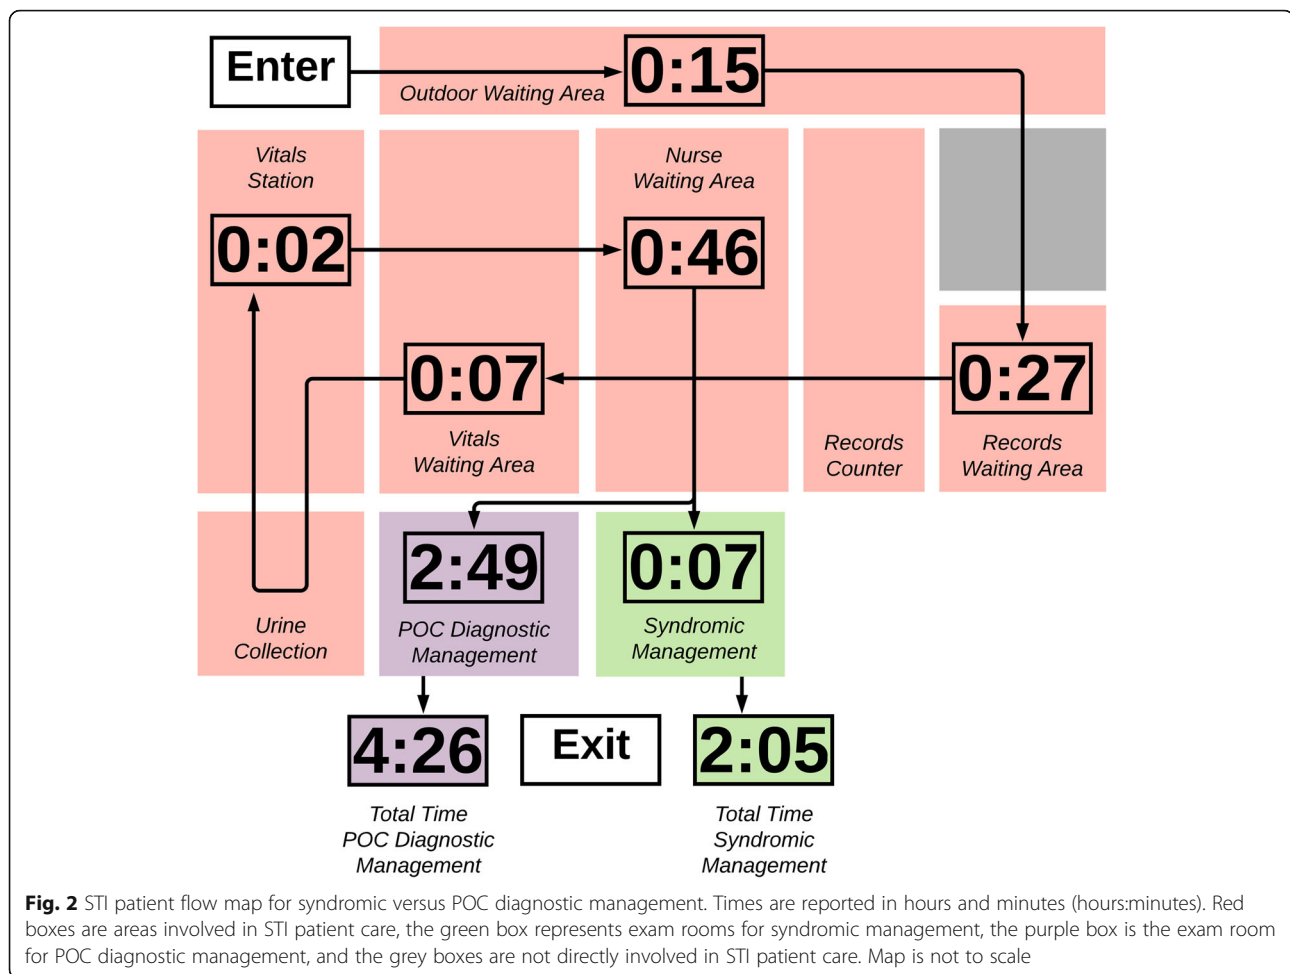 Enter
0:15
Outdoor Waiting Area
Vitals
Station
Nurse
Waiting Area
0:02
0:46
0:07
0:27
Vitals
Waiting Area
Records
Counter
Records
Waiting Area
2:49
0:07
Urine
Collection
POC Diagnostic
Management
Syndromic
Management
4:26
Exit
2:05
Total Time
POC Diagnostic
Management
Total Time
Syndromic
Management
Fig. 2 STI patient flow map for syndromic versus POC diagnostic management. Times are reported in hours and minutes (hours:minutes). Red
boxes are areas involved in STI patient care, the green box represents exam rooms for syndromic management, the purple box is the exam room
for POC diagnostic management, and the grey boxes are not directly involved in STI patient care. Map is not to scale